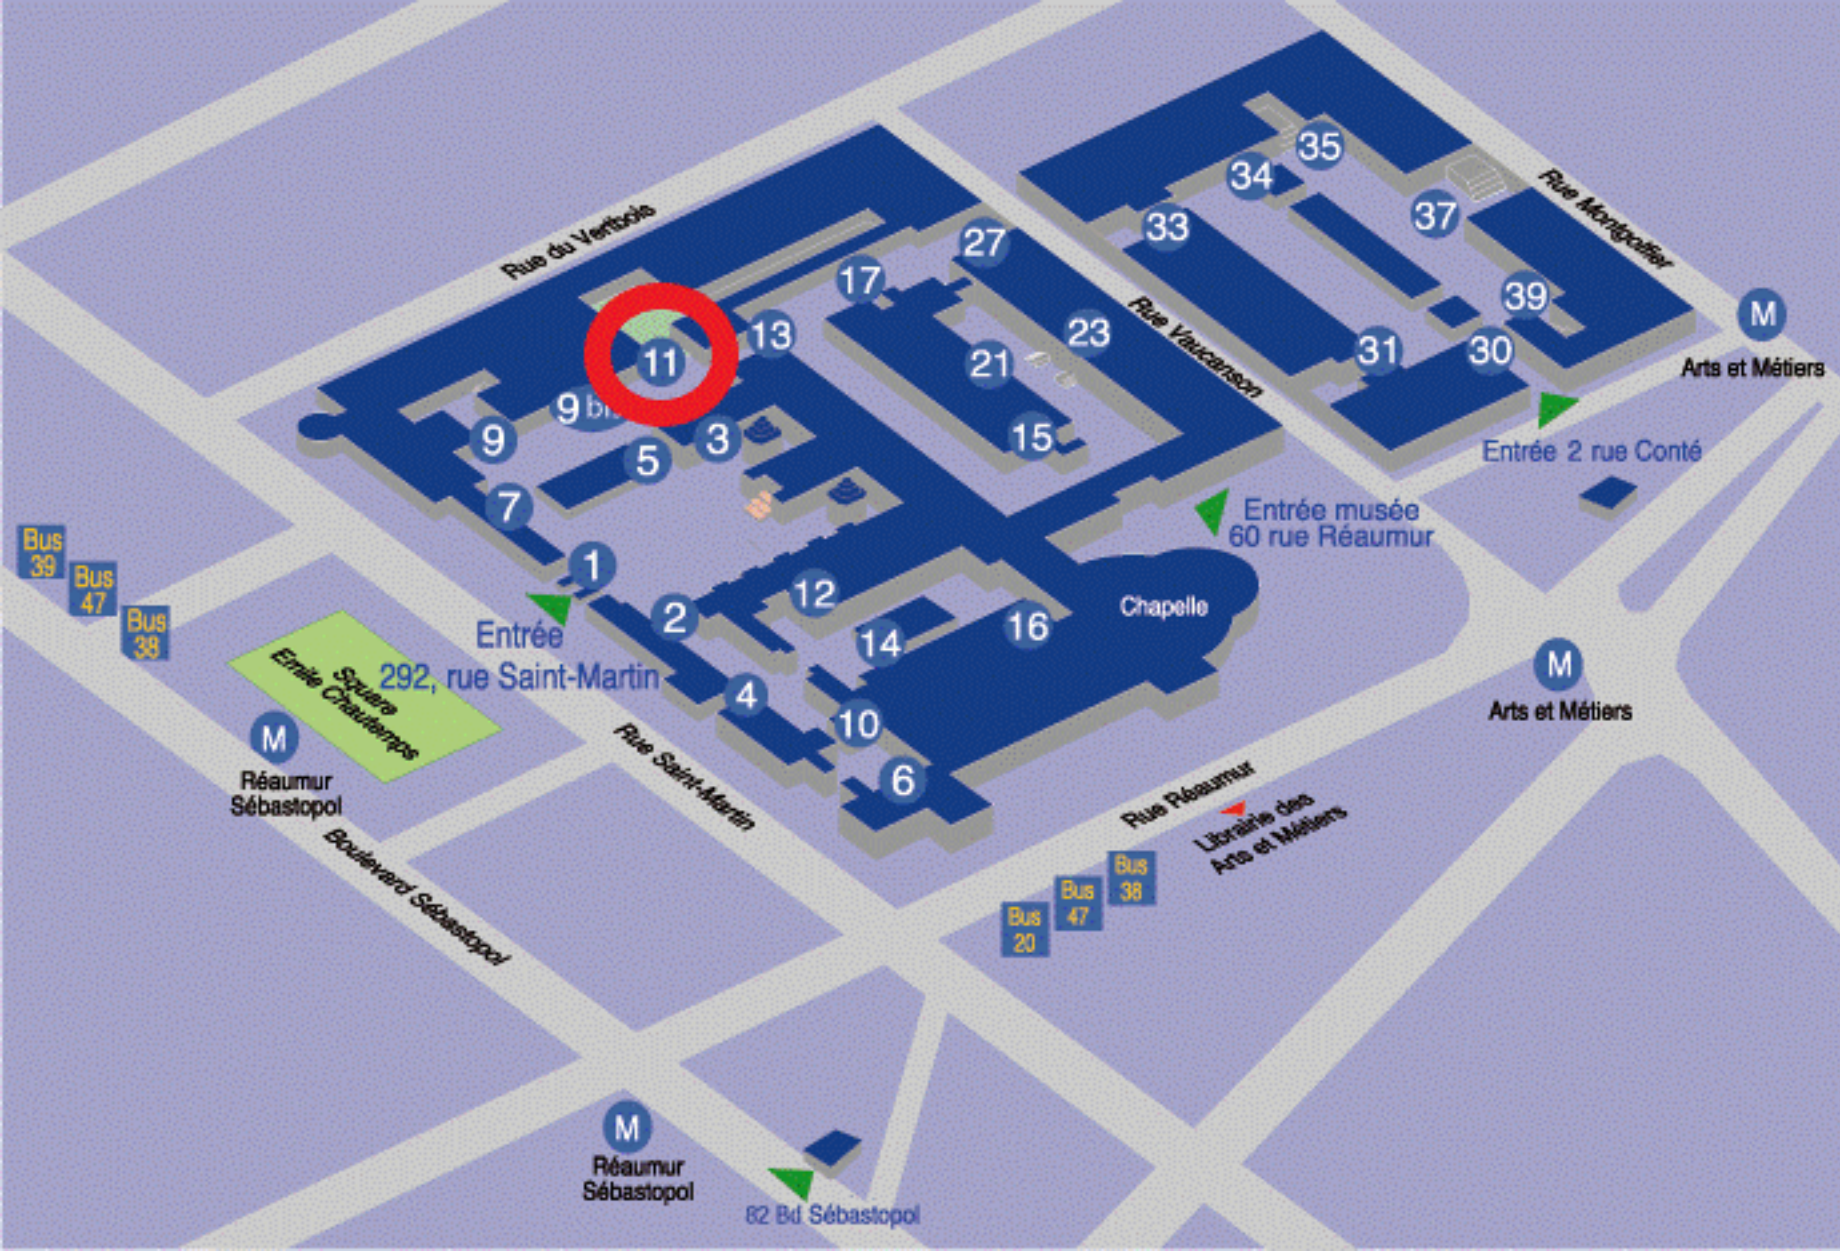 35
34
Rue Montgolfier
37
Rue du Vertbois
33
27
17
39
M
Arts et Métiers
Rue Vaucanson
13
23
11
21
31
30
9
3
15
9
5
Entrée 2 rue Conté
7
Entrée musée
60 rue Réaumur
Bus
39
Bus
47
Bus
38
1
12
Chapelle
2
16
14
Entrée
292, rue Saint-Martin
Square
Emile Chautemps
M
Arts et Métiers
4
10
M
Réaumur
Sébastopol
Rue Saint-Martin
6
Rue Réaumur
Librairie des
Arts et Métiers
Boulevard Sébastopol
Bus
38
Bus
47
Bus
20
M
Réaumur
Sébastopol
82 Bd Sébastopol